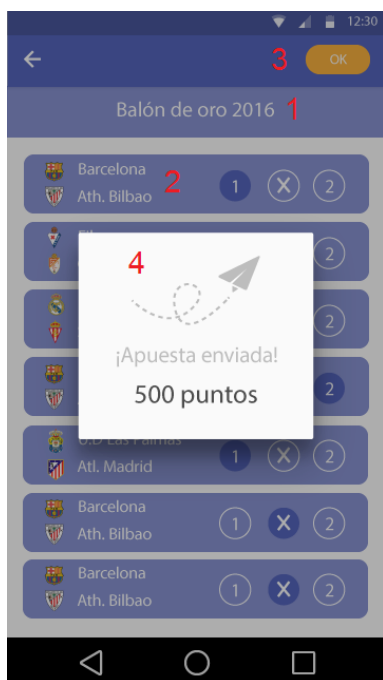 12:30
3 OK
Balón de oro 2016 1
Barcelona
2
Ath. Bilbao
1 X 2
2
4
2
¡Apuesta enviada!
500 puntos
2
U.D Las Palmas
Atl. Madrid
1 X 2
Barcelona
Ath. Bilbao
1 X 2
Barcelona
Ath. Bilbao
1 X 2